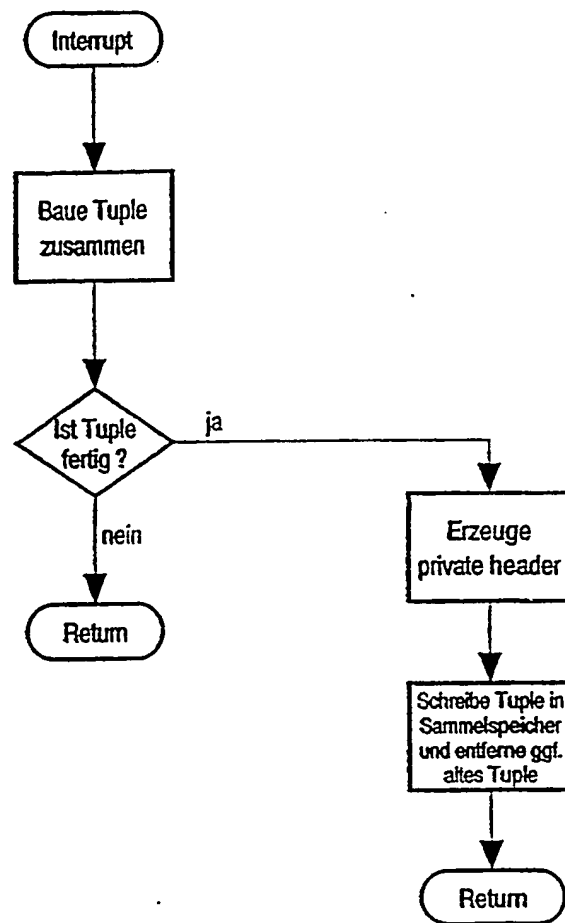 Interrupt
Baue Tuple
zusammen
Ist Tuple
fertig ?
ja
nein
Return
Erzeuge
private header
Schreibe Tuple in
Sammelspeicher
und entferne ggf.
altes Tuple
Return